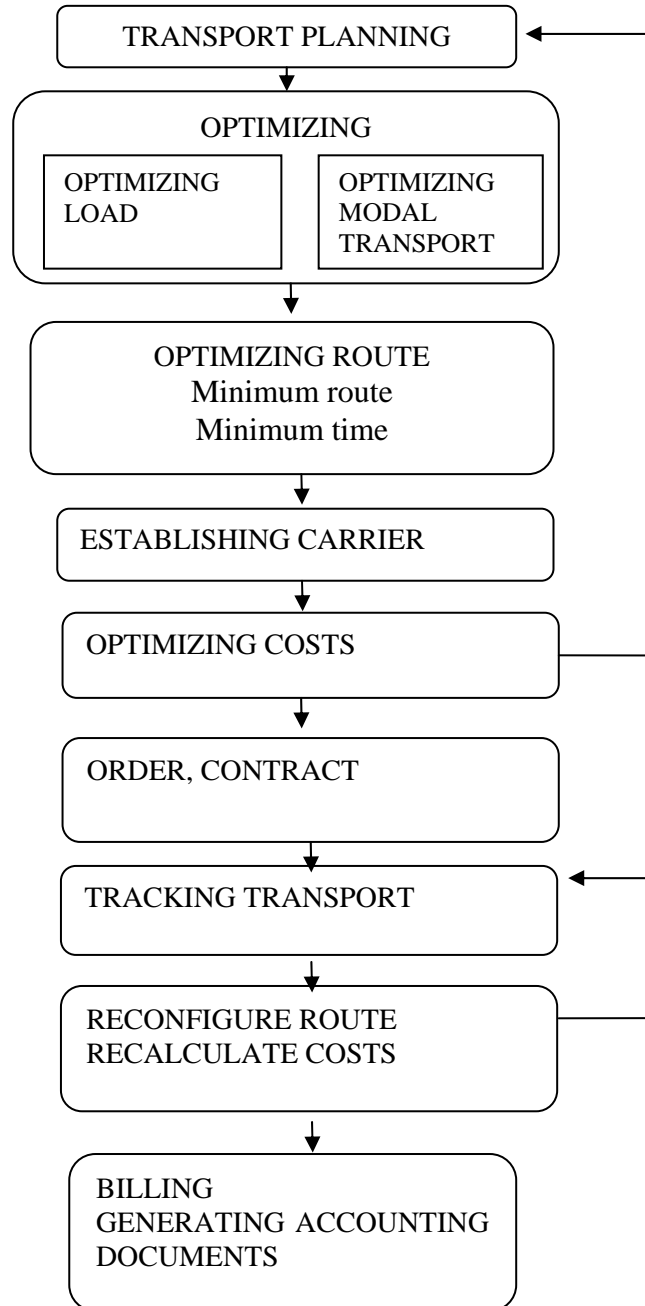 TRANSPORT PLANNING
OPTIMIZING
OPTIMIZING
LOAD
OPTIMIZING
MODAL
TRANSPORT
OPTIMIZING ROUTE
Minimum route
Minimum time
ESTABLISHING CARRIER
OPTIMIZING COSTS
ORDER, CONTRACT
TRACKING TRANSPORT
RECONFIGURE ROUTE
RECALCULATE COSTS
BILLING
GENERATING ACCOUNTING
DOCUMENTS